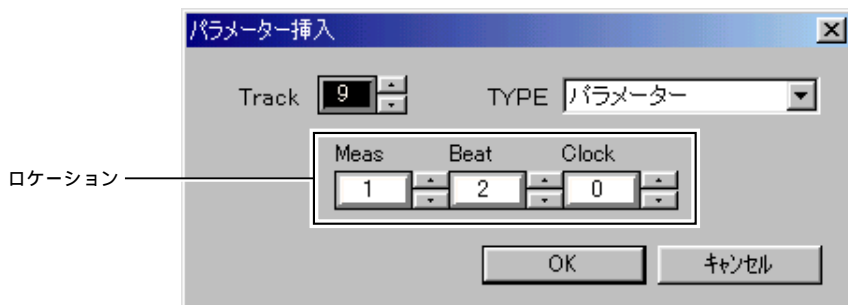 パラメーター挿入
Track 9 TYPE パラメーター
Meas Beat Clock
ロケーション 1 2 0
OK キャンセル